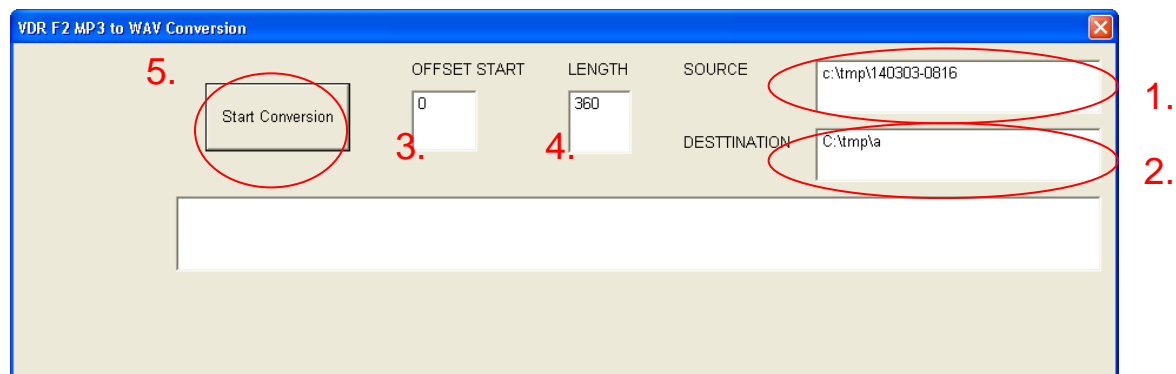 VDR F2 MP3 to WAV Conversion
5.
Start Conversion
OFFSET START
0
3.
LENGTH
360
4.
SOURCE
c:\tmp\140303-0816
1.
DESTTINATION
C:\tmp\a
2.